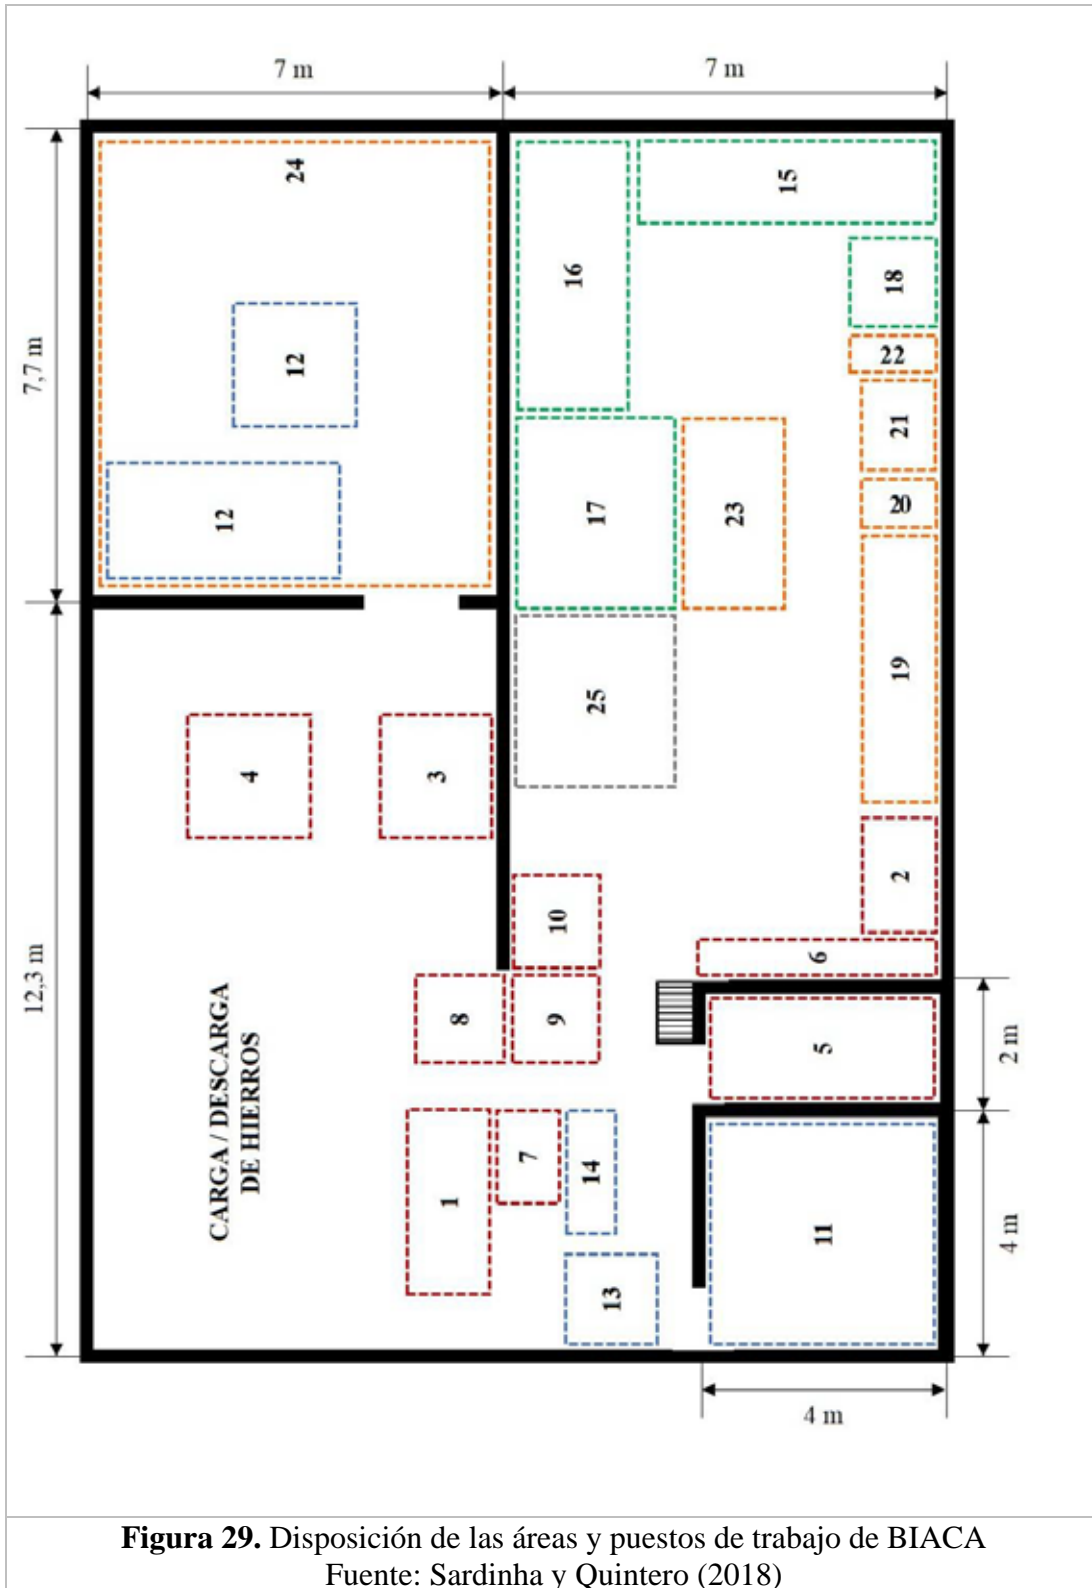 7 m
7 m
24
15
16
18
12
22
7,7 m
21
12
17
23
20
19
25
4
3
2
10
6
12,3 m
8
9
5
2 m
CARGA / DESCARGA
DE HIERROS
7
14
1
11
4 m
13
4 m
Figura 29. Disposición de las áreas y puestos de trabajo de BIACA
Fuente: Sardinha y Quintero (2018)